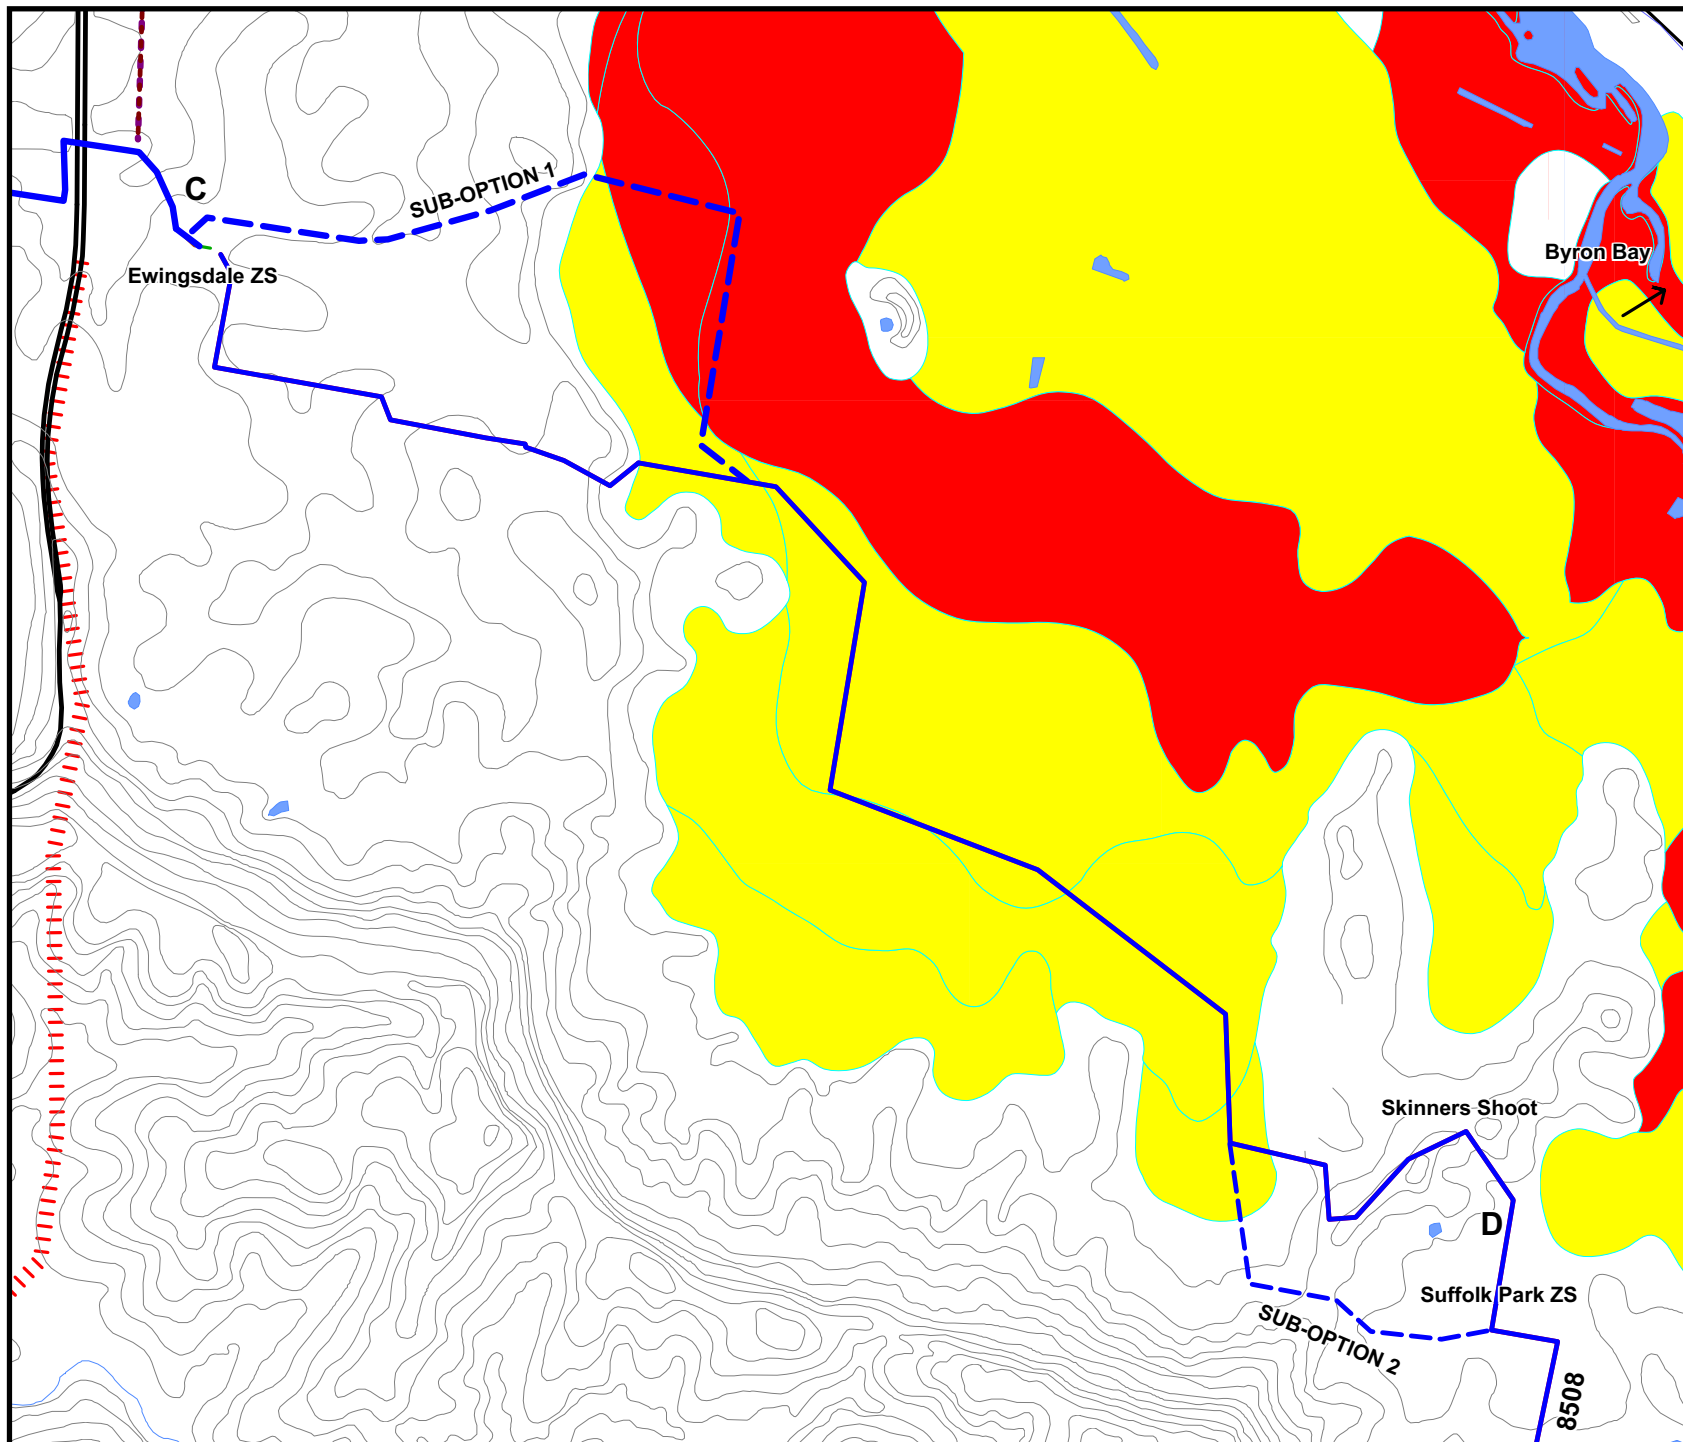 C
SUB-OPTION 1
Ewingsdale ZS
Byron Bay
Skinners Shoot
D
Suffolk Park ZS
SUB-OPTION 2
8508